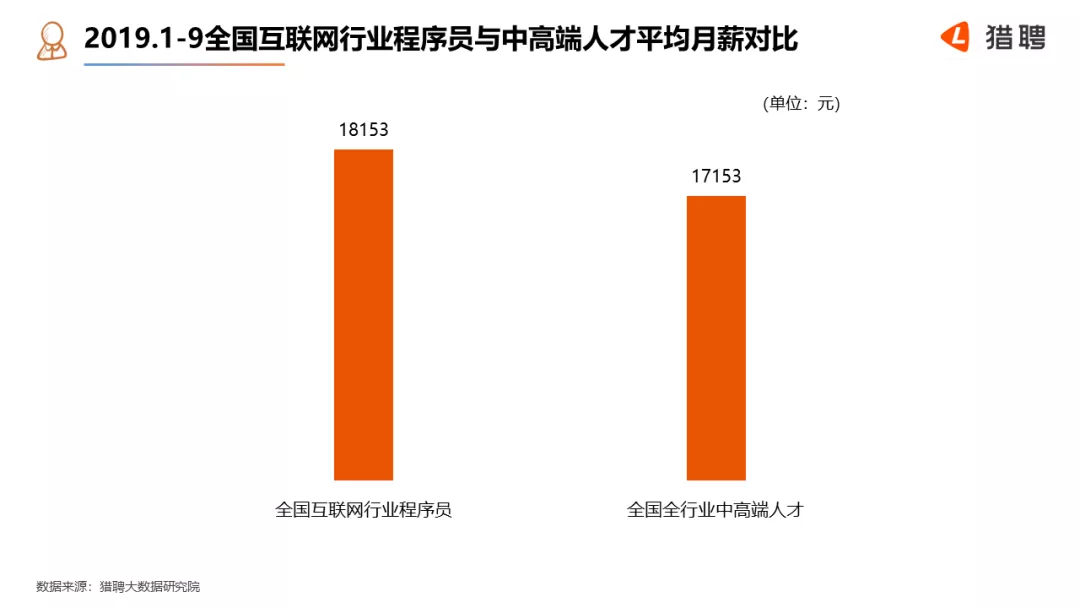 2019.1-9全国互联网行业程序员与中高端人才平均月薪对比
L 猎聘
(单位：元)
18153
17153
全国互联网行业程序员
全国全行业中高端人才
数据来源：猎聘大数据研究院